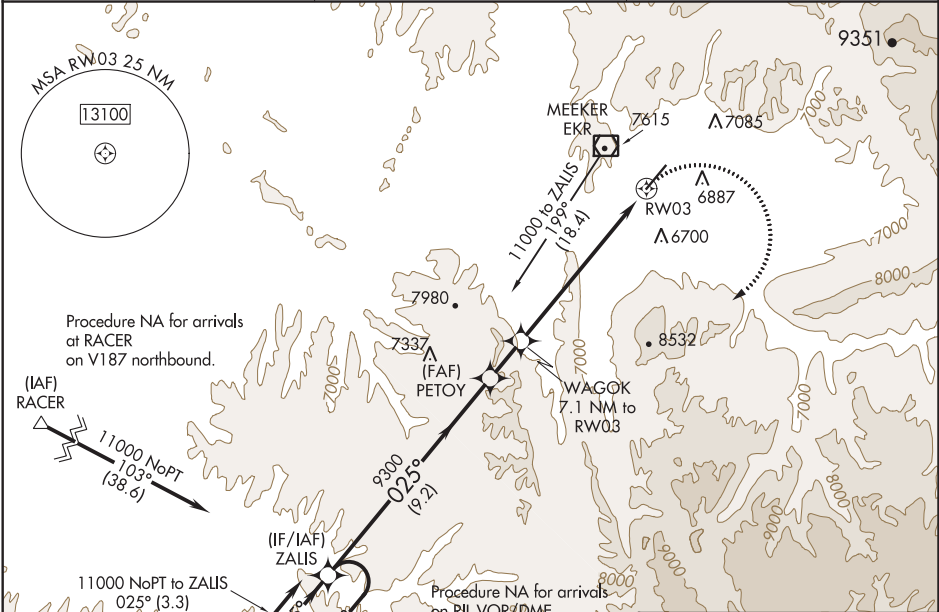 MSA RW03 25 NM
13100
9351
7000
MEEKER
EKR
7615
7085
11000 to ZALIS
199°
(18.4)
RW03
6887
6700
7000
8000
7980
8532
Procedure NA for arrivals
at RACER
on V187 northbound.
7337
(FAF)
PETOY
7000
7000
WAGOK
7.1 NM to
RW03
7000
(IAF)
RACER
11000 NoPT
103°
(38.6)
9300
025°
(9.2)
8000
9000
(IF/IAF)
ZALIS
9000
8000
11000 NoPT to ZALIS
025° (3.3)
Procedure NA for arrivals